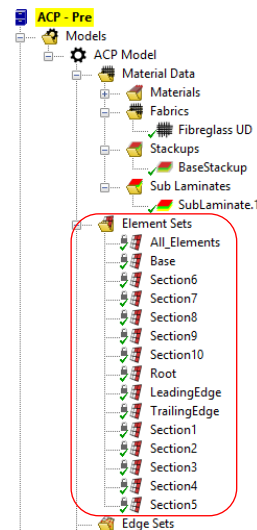 ACP - Pre
Models
ACP Model
Material Data
Materials
Fabrics
Fibreglass UD
Stackups
BaseStackup
Sub Laminates
SubLaminate.1
Element Sets
All_Elements
Base
Section6
Section7
Section8
Section9
Section10
Root
LeadingEdge
TrailingEdge
Section1
Section2
Section3
Section4
Section5
Edge Sets